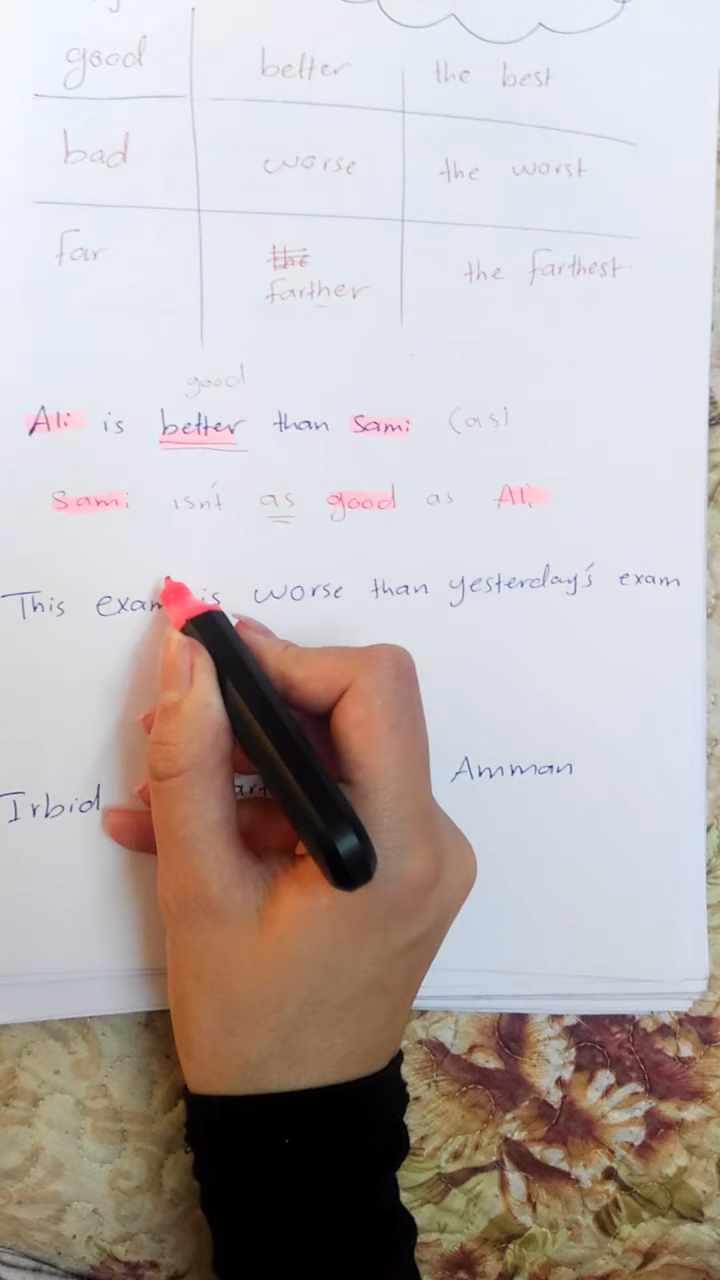 good better the best
bad worse the worst
far farther the farthest
good
Ali is better than Sami (as)
Sami isn't as good as Ali
This exam is worse than yesterday's exam
Irbid Amman